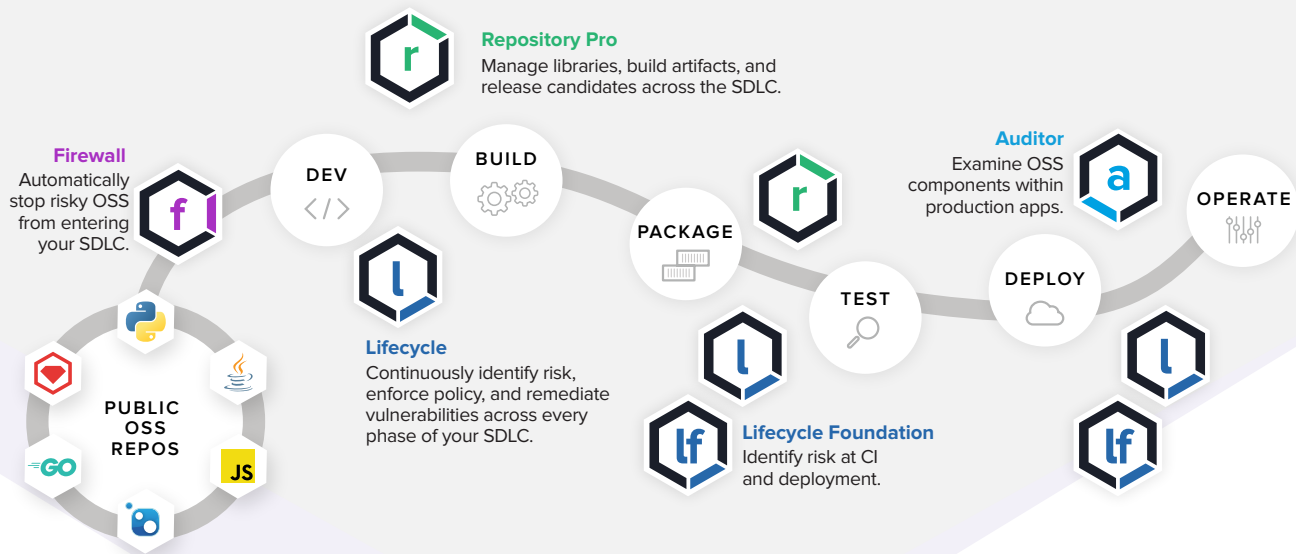 r
Repository Pro
Manage libraries, build artifacts, and
release candidates across the SDLC.
Firewall
Automatically
stop risky OSS
from entering
your SDLC.
f
DEV
</>
BUILD
l
Lifecycle
Continuously identify risk,
enforce policy, and remediate
vulnerabilities across every
phase of your SDLC.
PUBLIC
OSS
REPOS
GO
JS
PACKAGE
r
TEST
l
lf
Lifecycle Foundation
Identify risk at CI
and deployment.
Auditor
Examine OSS
components within
production apps.
a
DEPLOY
OPERATE
l
lf